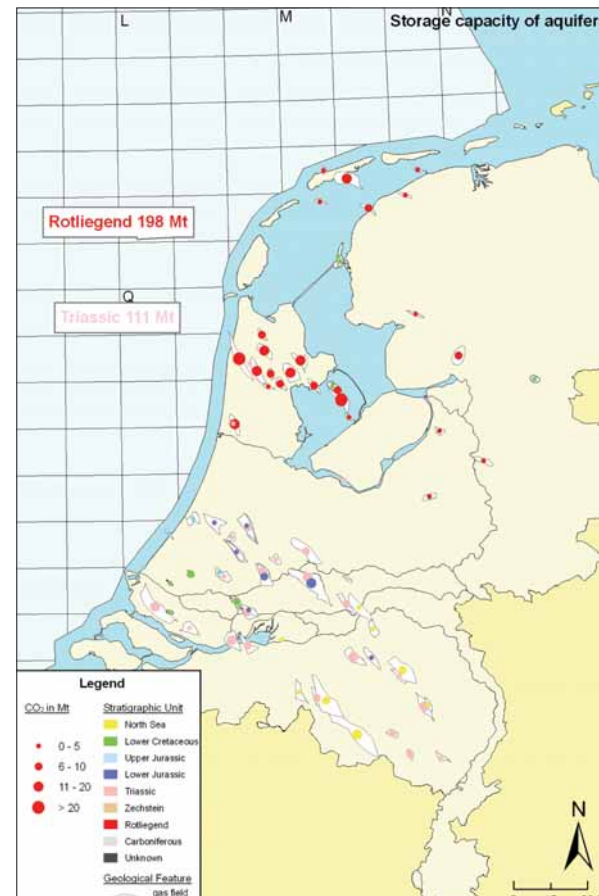 L
M
N
Storage capacity of aquifer
Rotliegend 198 Mt
Q
Triassic 111 Mt
Legend
CO₂ in Mt
0 - 5
6 - 10
11 - 20
> 20
Stratigraphic Unit
North Sea
Lower Cretaceous
Upper Jurassic
Lower Jurassic
Triassic
Zechstein
Rotliegend
Carboniferous
Unknown
Geological Feature
gas field
N